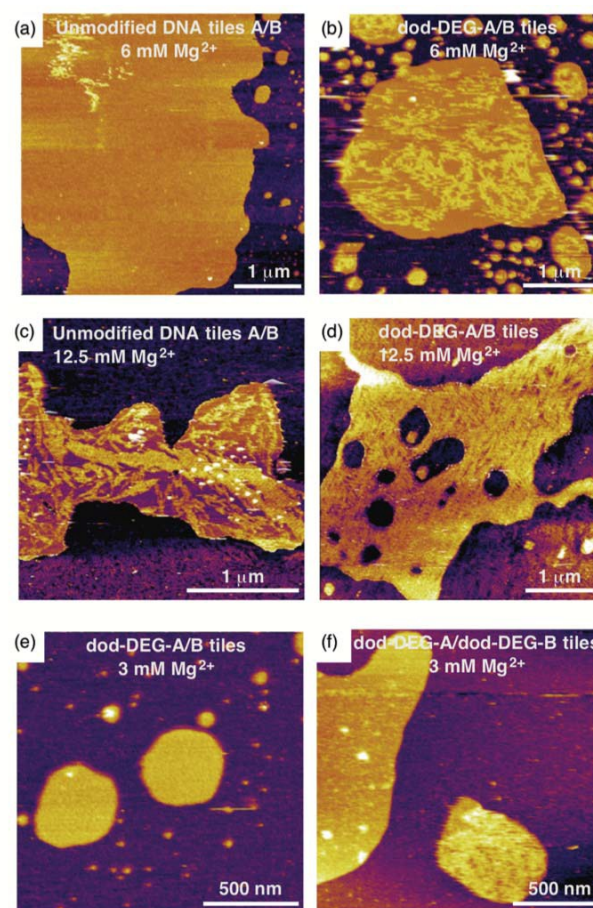 (a) Unmodified DNA tiles A/B
6 mM Mg²⁺
1 μm
(b) dod-DEG-A/B tiles
6 mM Mg²⁺
1 μm
(c) Unmodified DNA tiles A/B
12.5 mM Mg²⁺
1 μm
(d) dod-DEG-A/B tiles
12.5 mM Mg²⁺
1 μm
(e) dod-DEG-A/B tiles
3 mM Mg²⁺
500 nm
(f) dod-DEG-A/dod-DEG-B tiles
3 mM Mg²⁺
500 nm